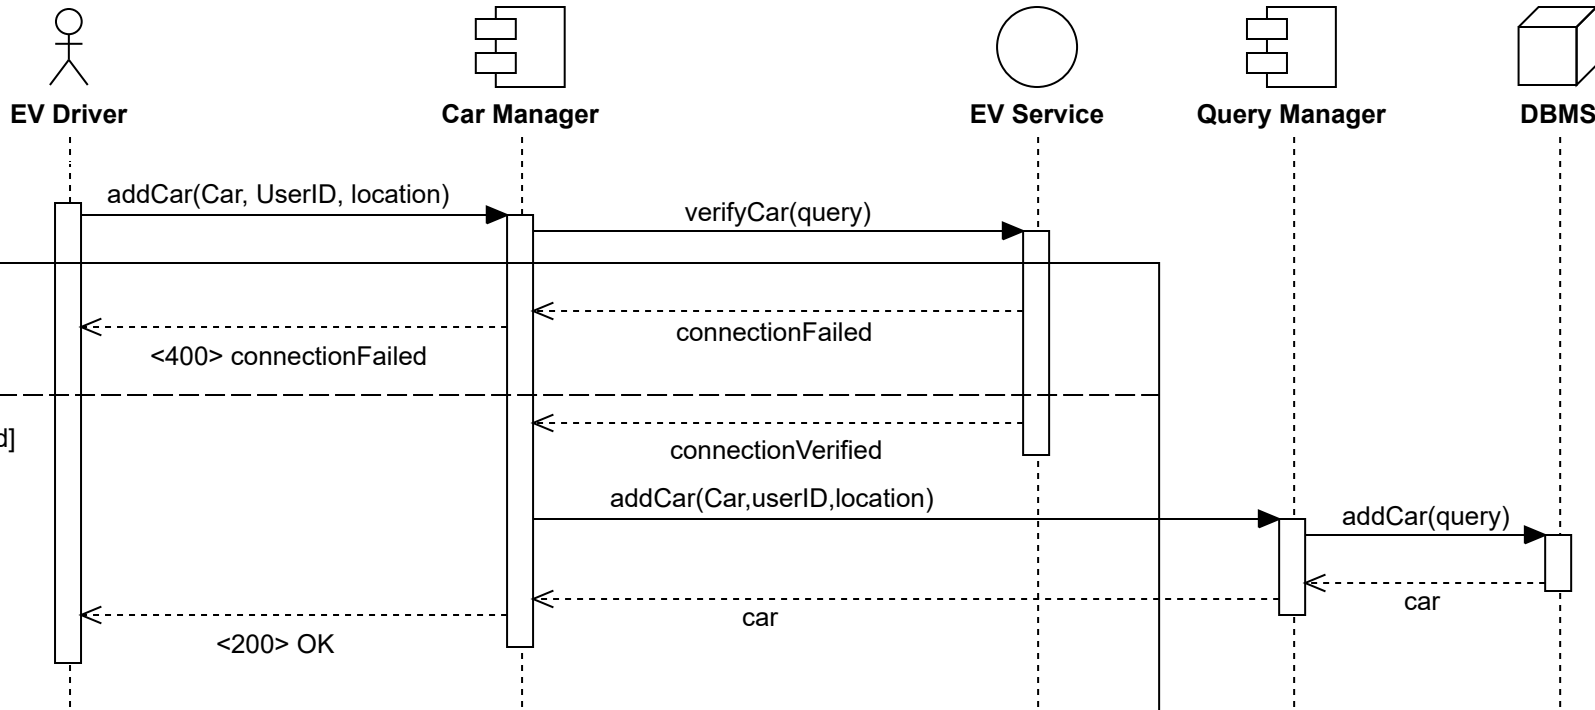 EV Driver
Car Manager
EV Service
Query Manager
DBMS
addCar(Car, UserID, location)
verifyCar(query)
connectionFailed
<400> connectionFailed
d]
connectionVerified
addCar(Car,userID,location)
addCar(query)
car
car
<200> OK